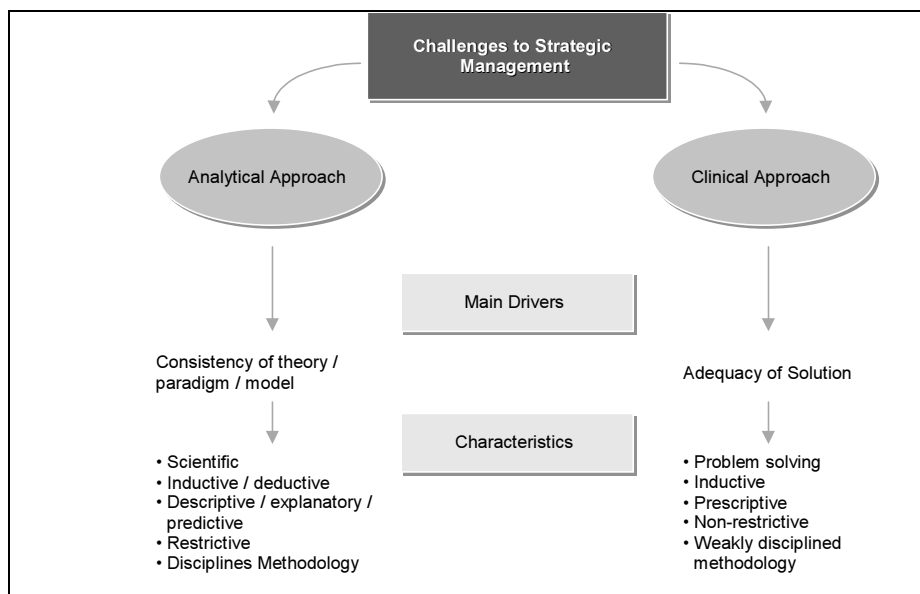 Challenges to Strategic
Management
Analytical Approach
Clinical Approach
Main Drivers
Consistency of theory /
paradigm / model
Adequacy of Solution
Characteristics
• Scientific
• Inductive / deductive
• Descriptive / explanatory /
predictive
• Restrictive
• Disciplines Methodology
• Problem solving
• Inductive
• Prescriptive
• Non-restrictive
• Weakly disciplined
methodology